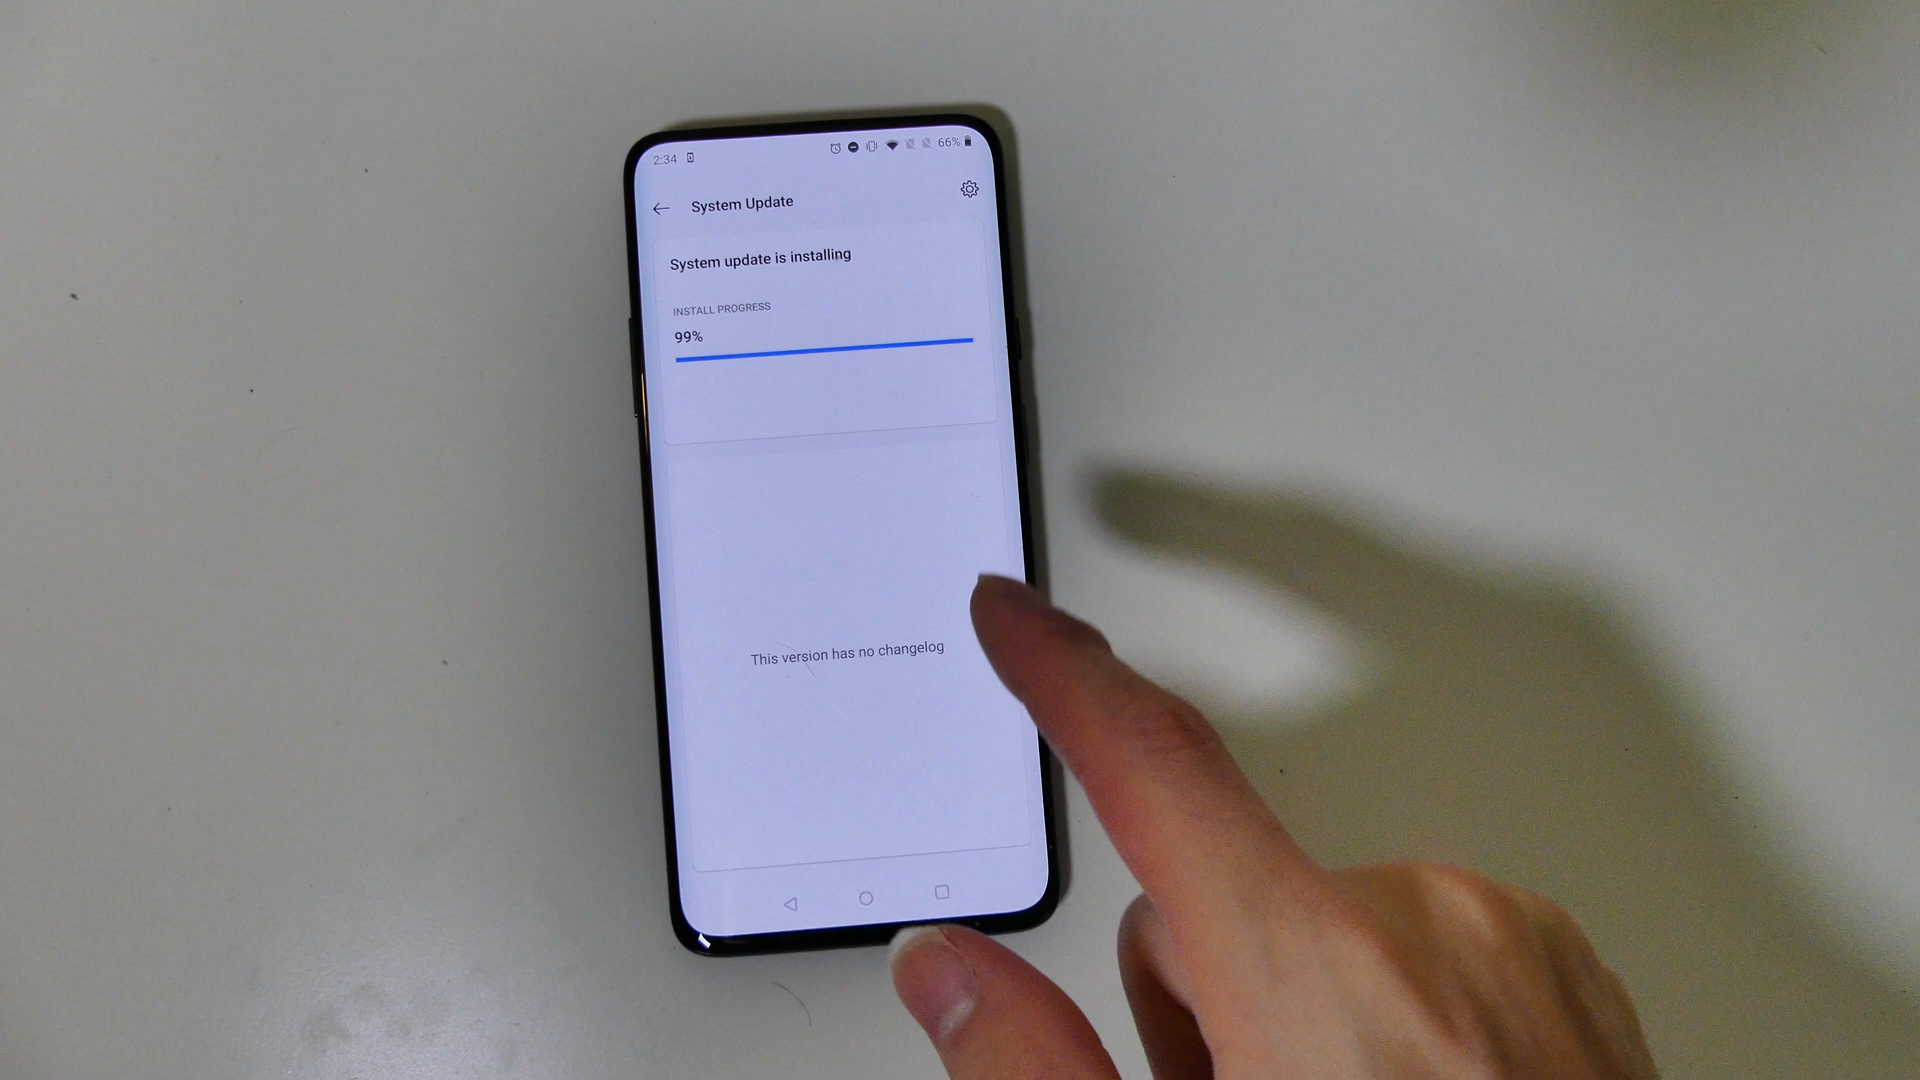 2:34 66%
System Update
System update is installing
INSTALL PROGRESS
99%
This version has no changelog